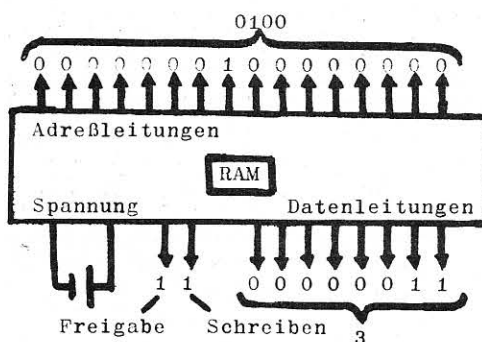 0100
0 0 0 0 0 0 0 1 0 0 0 0 0 0 0 0
Adreßleitungen
RAM
Spannung Datenleitungen
1 1 0 0 0 0 0 0 1 1
Freigabe Schreiben 3